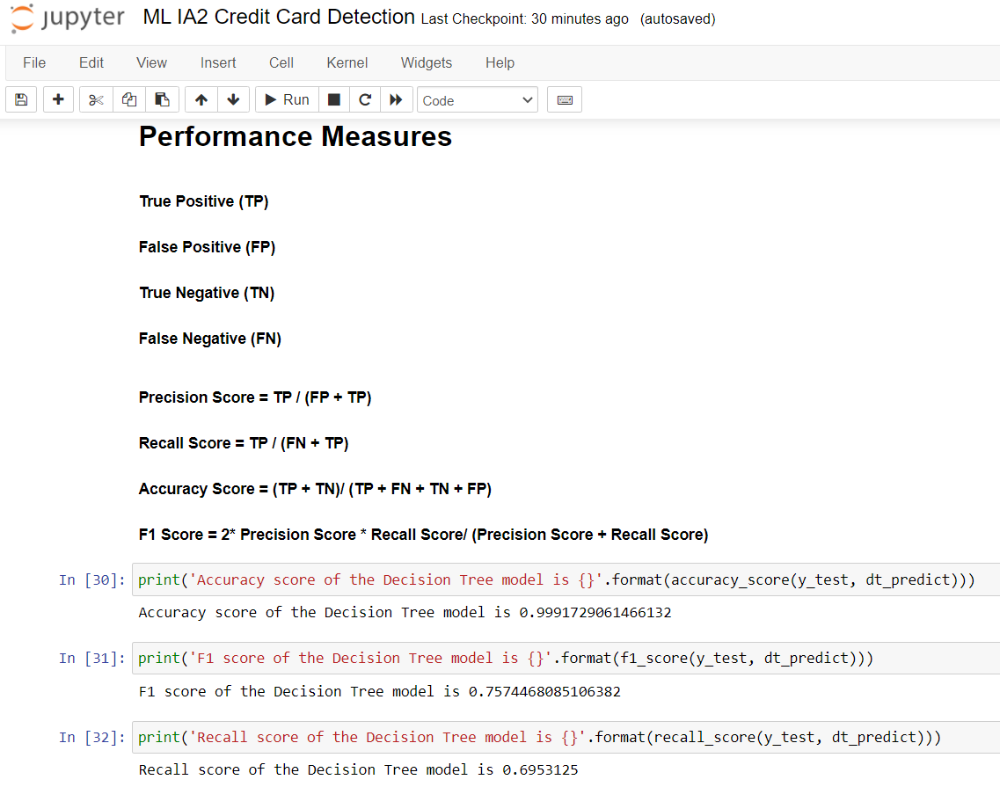 jupyter ML IA2 Credit Card Detection Last Checkpoint: 30 minutes ago (autosaved)
File Edit View Insert Cell Kernel Widgets Help
Run Code
Performance Measures
True Positive (TP)
False Positive (FP)
True Negative (TN)
False Negative (FN)
Precision Score = TP / (FP + TP)
Recall Score = TP / (FN + TP)
Accuracy Score = (TP + TN)/ (TP + FN + TN + FP)
F1 Score = 2* Precision Score * Recall Score/ (Precision Score + Recall Score)
In [30]: print('Accuracy score of the Decision Tree model is {}'.format(accuracy_score(y_test, dt_predict)))
Accuracy score of the Decision Tree model is 0.9991729061466132
In [31]: print('F1 score of the Decision Tree model is {}'.format(f1_score(y_test, dt_predict)))
F1 score of the Decision Tree model is 0.7574468085106382
In [32]: print('Recall score of the Decision Tree model is {}'.format(recall_score(y_test, dt_predict)))
Recall score of the Decision Tree model is 0.6953125